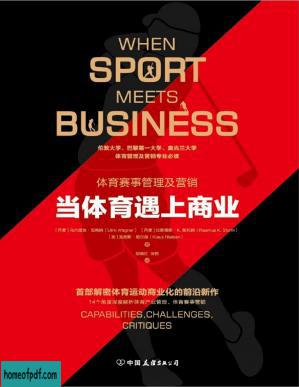 WHEN
SPORT
MEETS
BUSINESS
伦敦大学、巴黎第一大学、奥尔兰大学
体育管理及营销专业必读
体育赛事管理及营销
当体育遇上商业
首部解密体育运动商业化的前沿新作
CAPABILITIES,CHALLENGES,
CRITIQUES
中国友谊出版公司
homeofpdf.com
homeofpdf.com